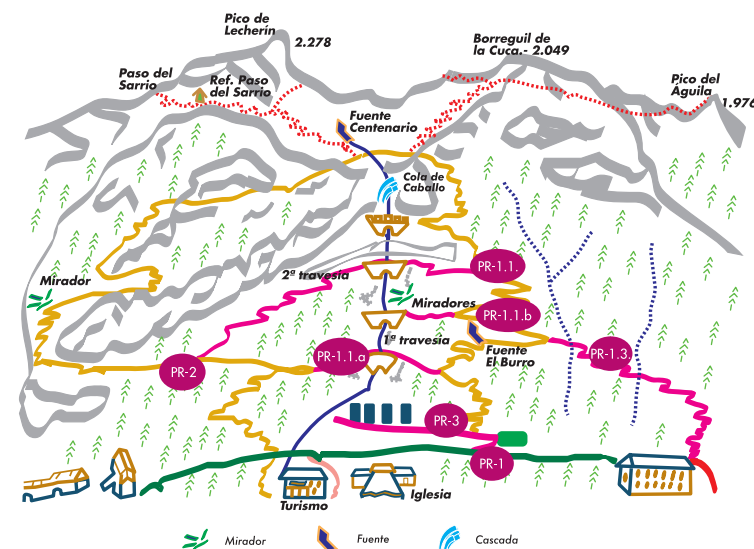 Pico de
Lecherín
2.278
Borreguil de
la Cuca.- 2.049
Paso del
Sarrio
Ref. Paso
del Sarrio
Pico del
Aguila
1.976
Fuente
Centenario
Cola de
Caballo
PR-1.1.
2ª travesía
Mirador
Miradores
PR-1.1.b
1ª travesía
PR-1.1.a
Fuente
El Burro
PR-1.3.
PR-2
PR-3
PR-1
Iglesia
Turismo
Mirador
Fuente
Cascada